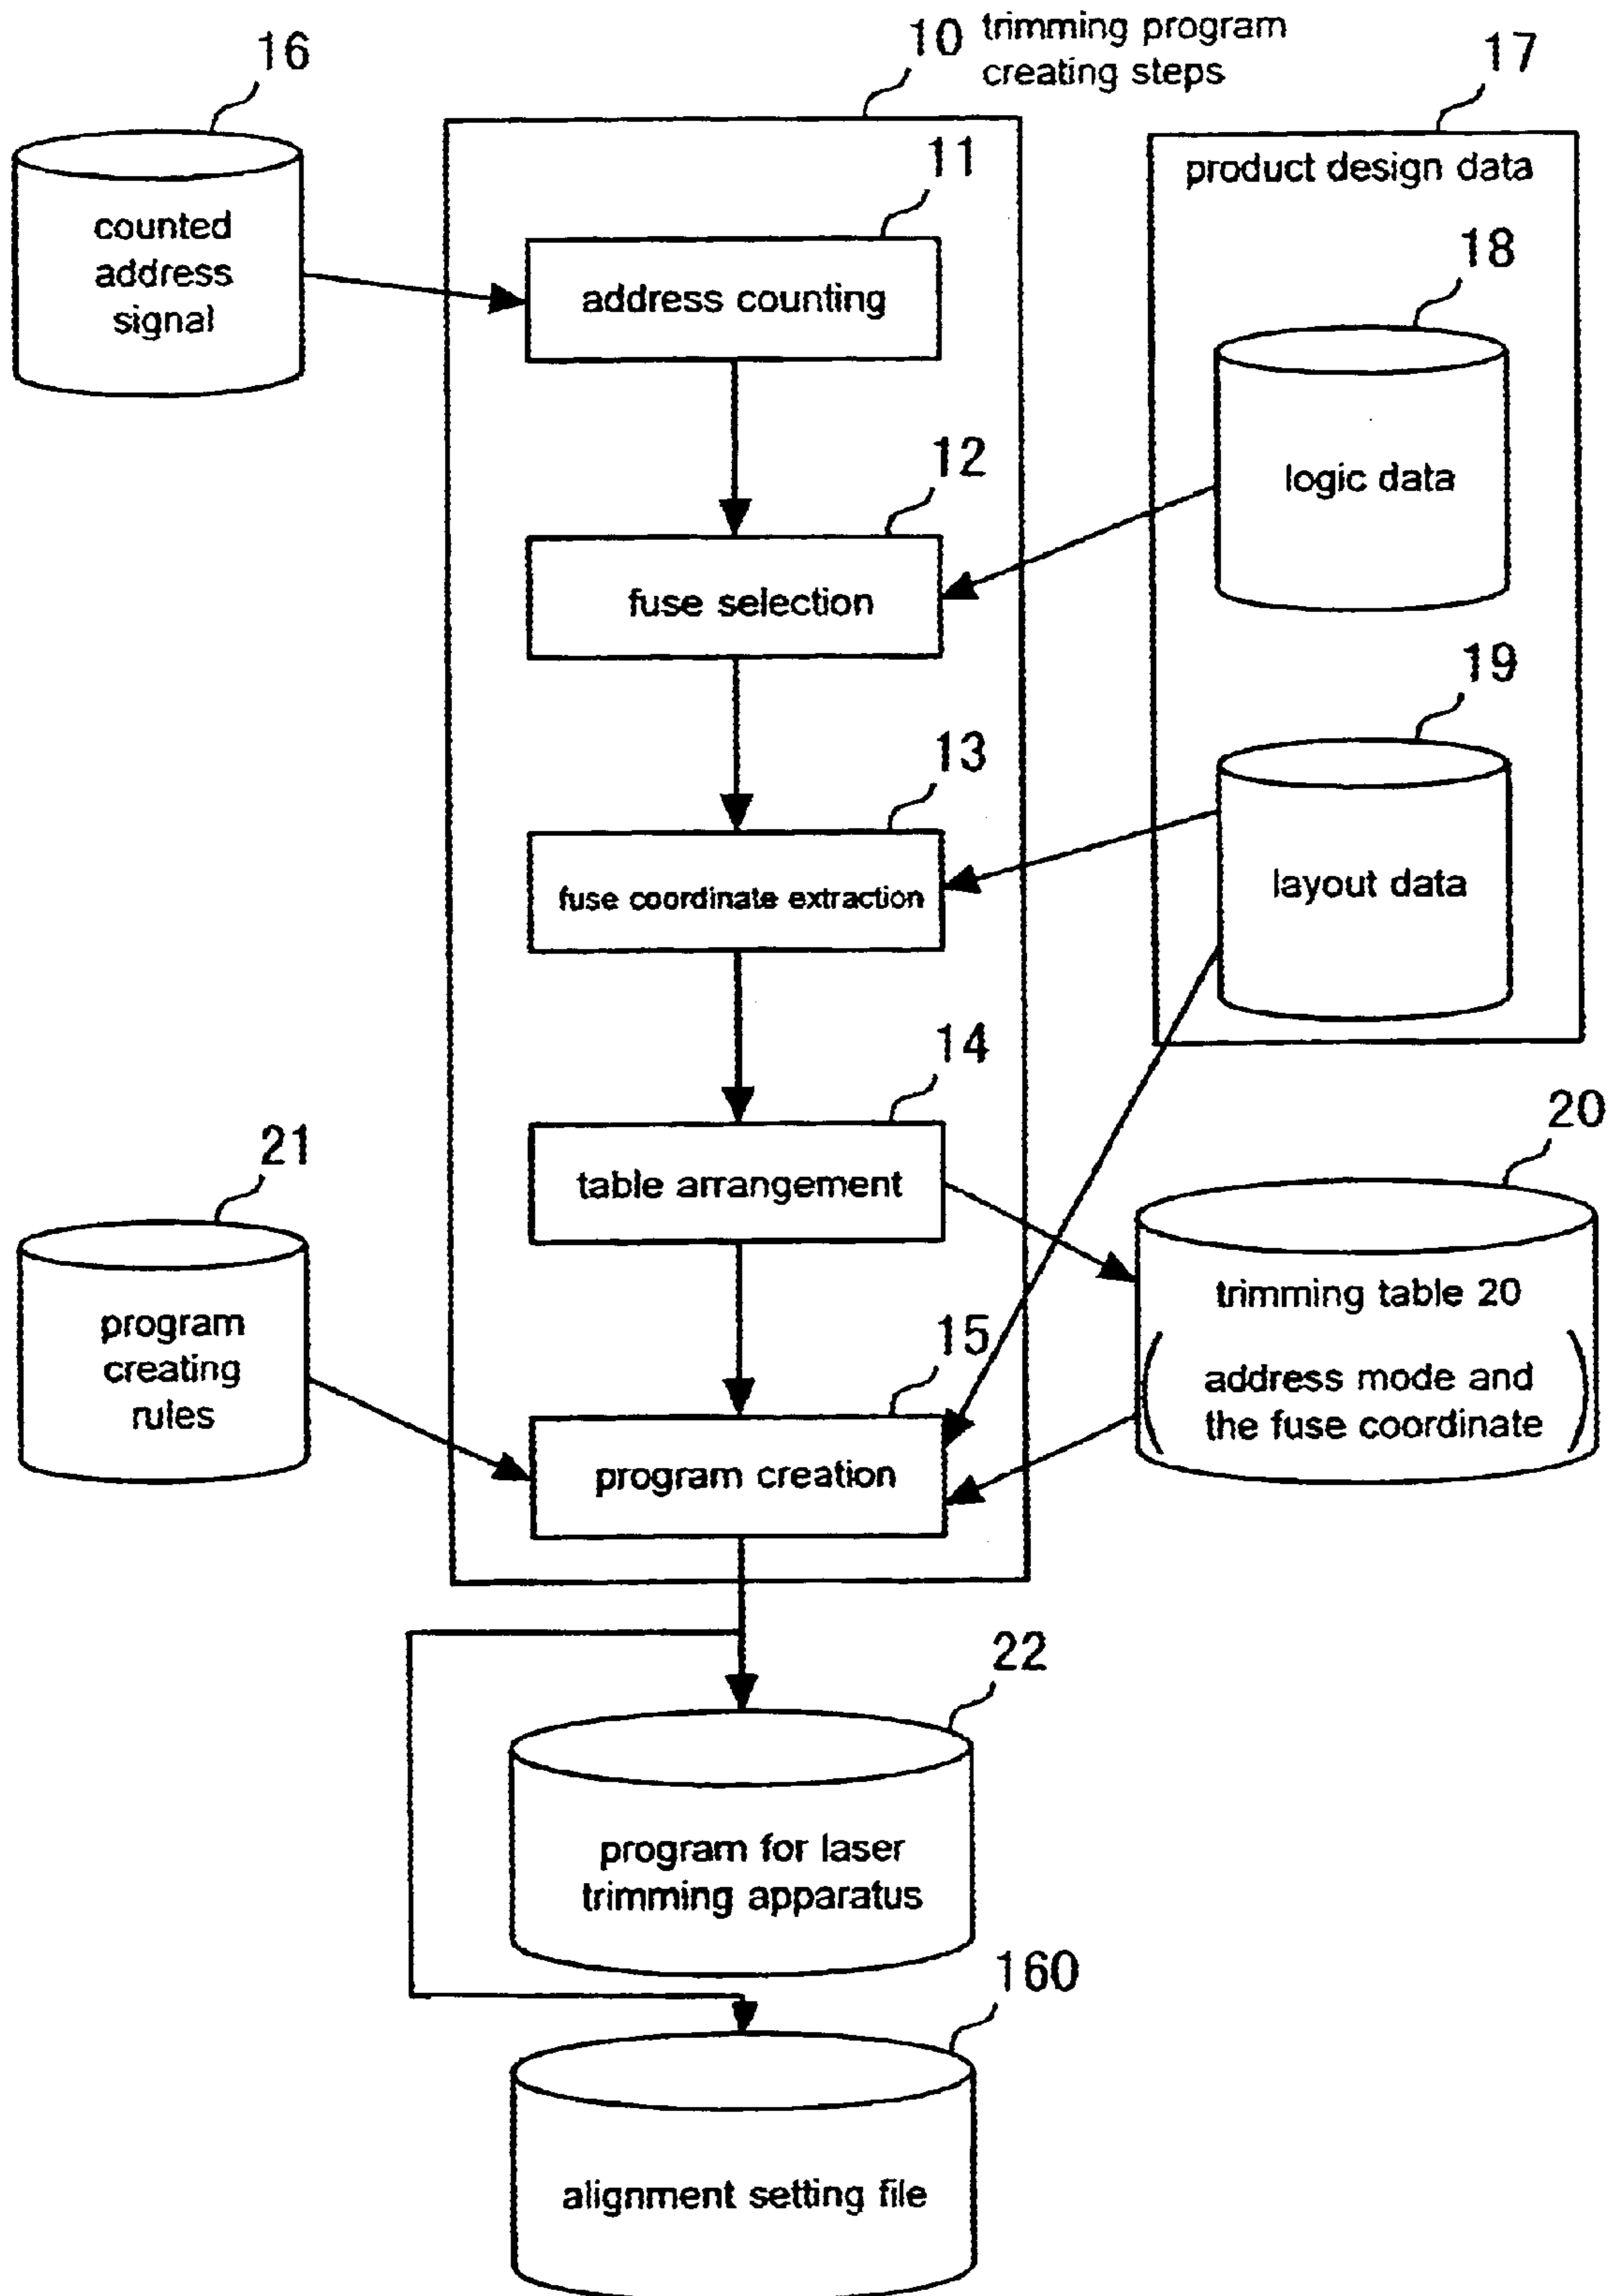 16
10 trimming program
creating steps
17
counted
address
signal
11
address counting
product design data
18
logic data
12
fuse selection
19
layout data
13
fuse coordinate extraction
14
table arrangement
20
trimming table 20
address mode and
the fuse coordinate
21
program
creating
rules
15
program creation
22
program for laser
trimming apparatus
160
alignment setting file